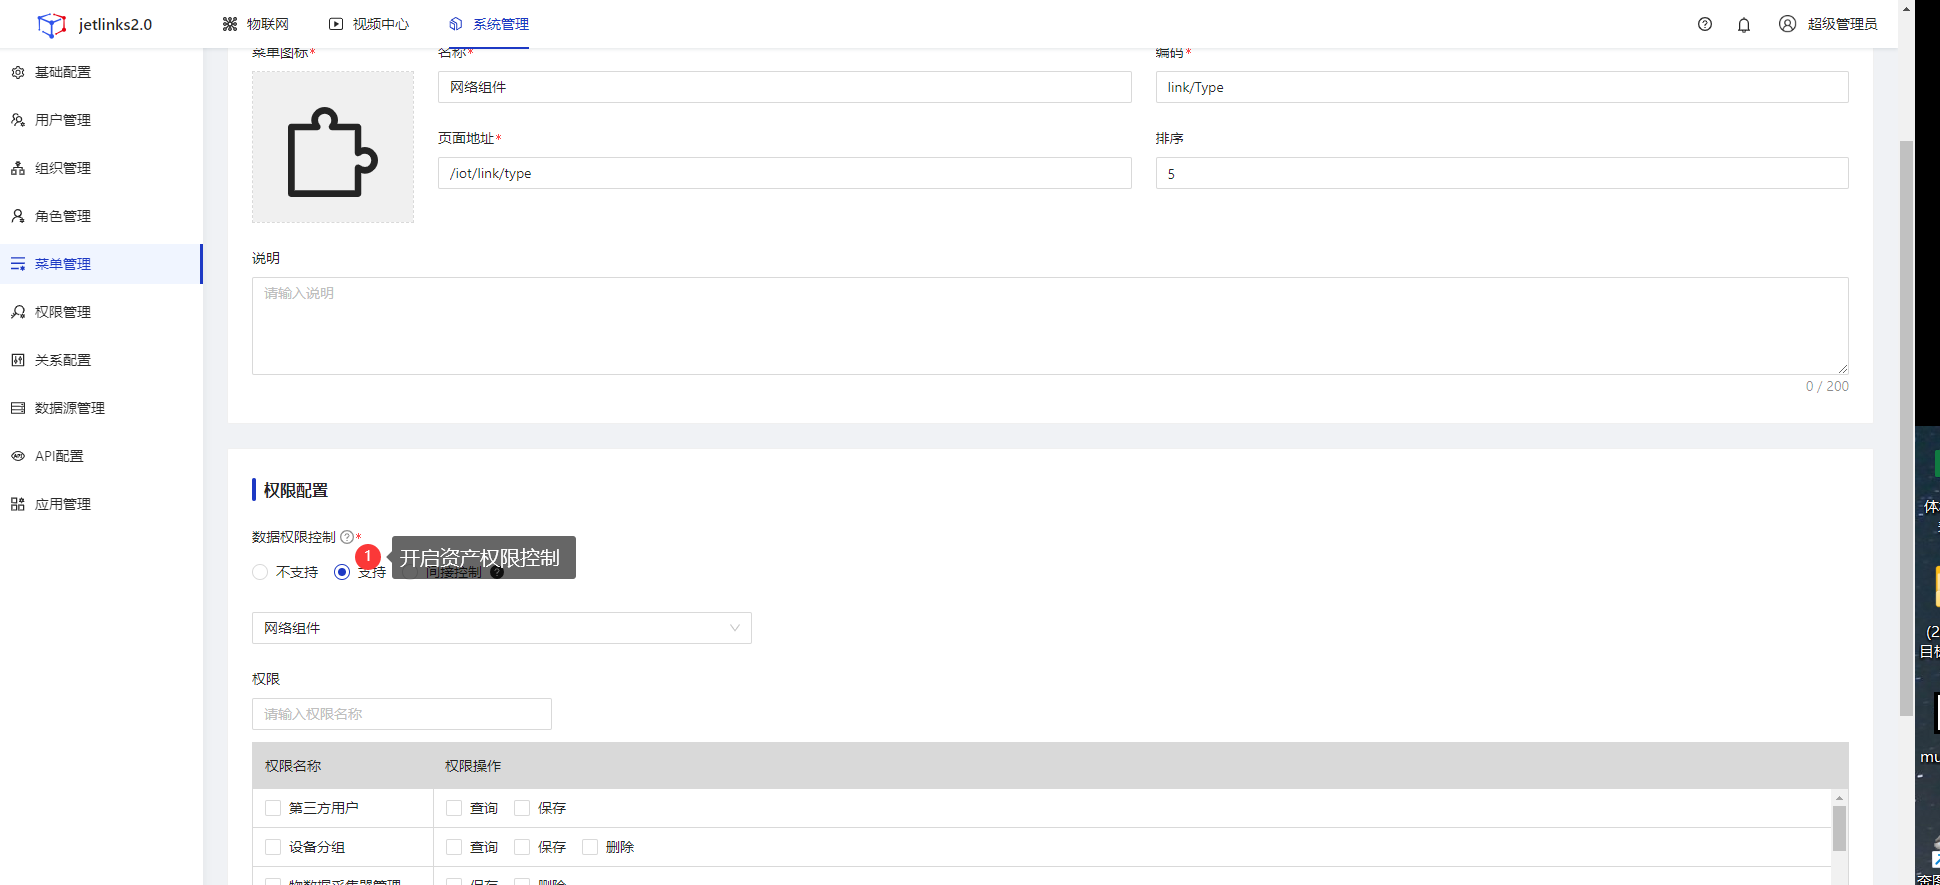 jetlinks2.0
物联网
视频中心
系统管理
超级管理员
基础配置
用户管理
组织管理
角色管理
菜单管理
权限管理
关系配置
数据源管理
API配置
应用管理
菜单图标*
名称*
编码*
网络组件
link/Type
页面地址*
排序
/iot/link/type
5
说明
请输入说明
0 / 200
权限配置
数据权限控制 ?*
1 开启资产权限控制
不支持 支持 间接控制 ?
网络组件
权限
请输入权限名称
权限名称 权限操作
第三方用户 查询 保存
设备分组 查询 保存 删除
物数据采集器管理 保存 删除
体
(2
目标
mu